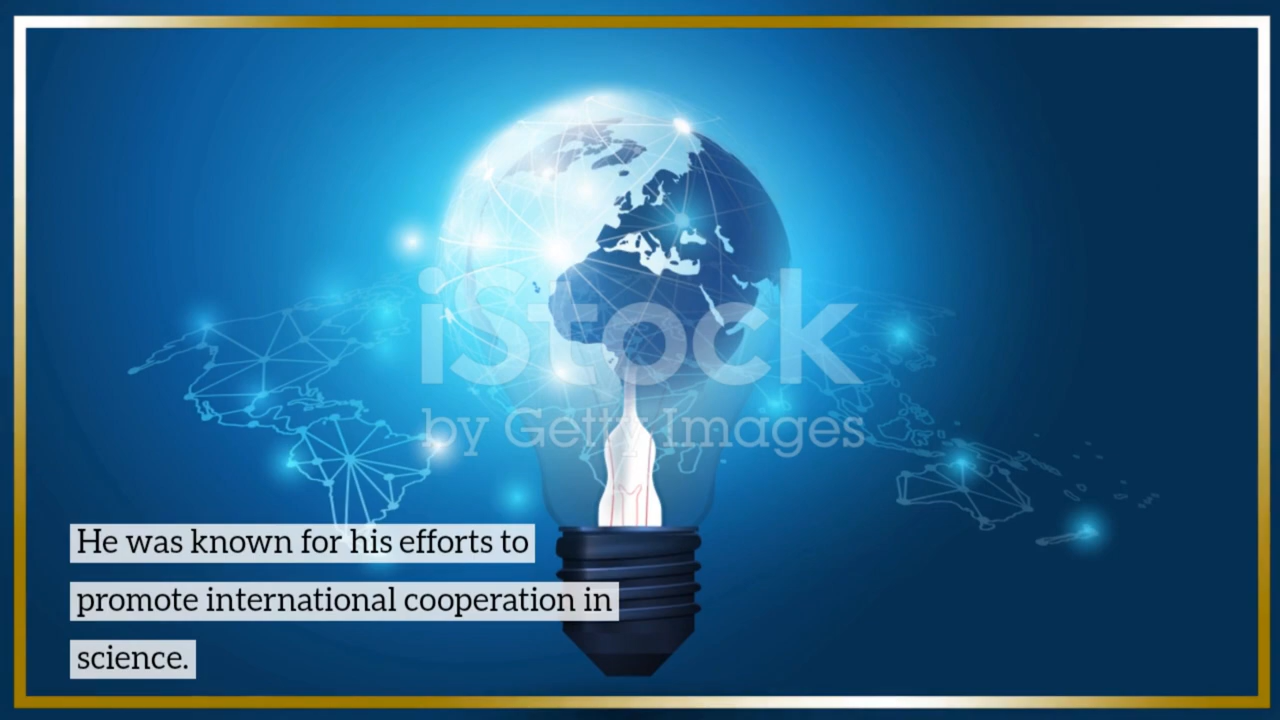 iStock
by Getty Images
He was known for his efforts to
promote international cooperation in
science.